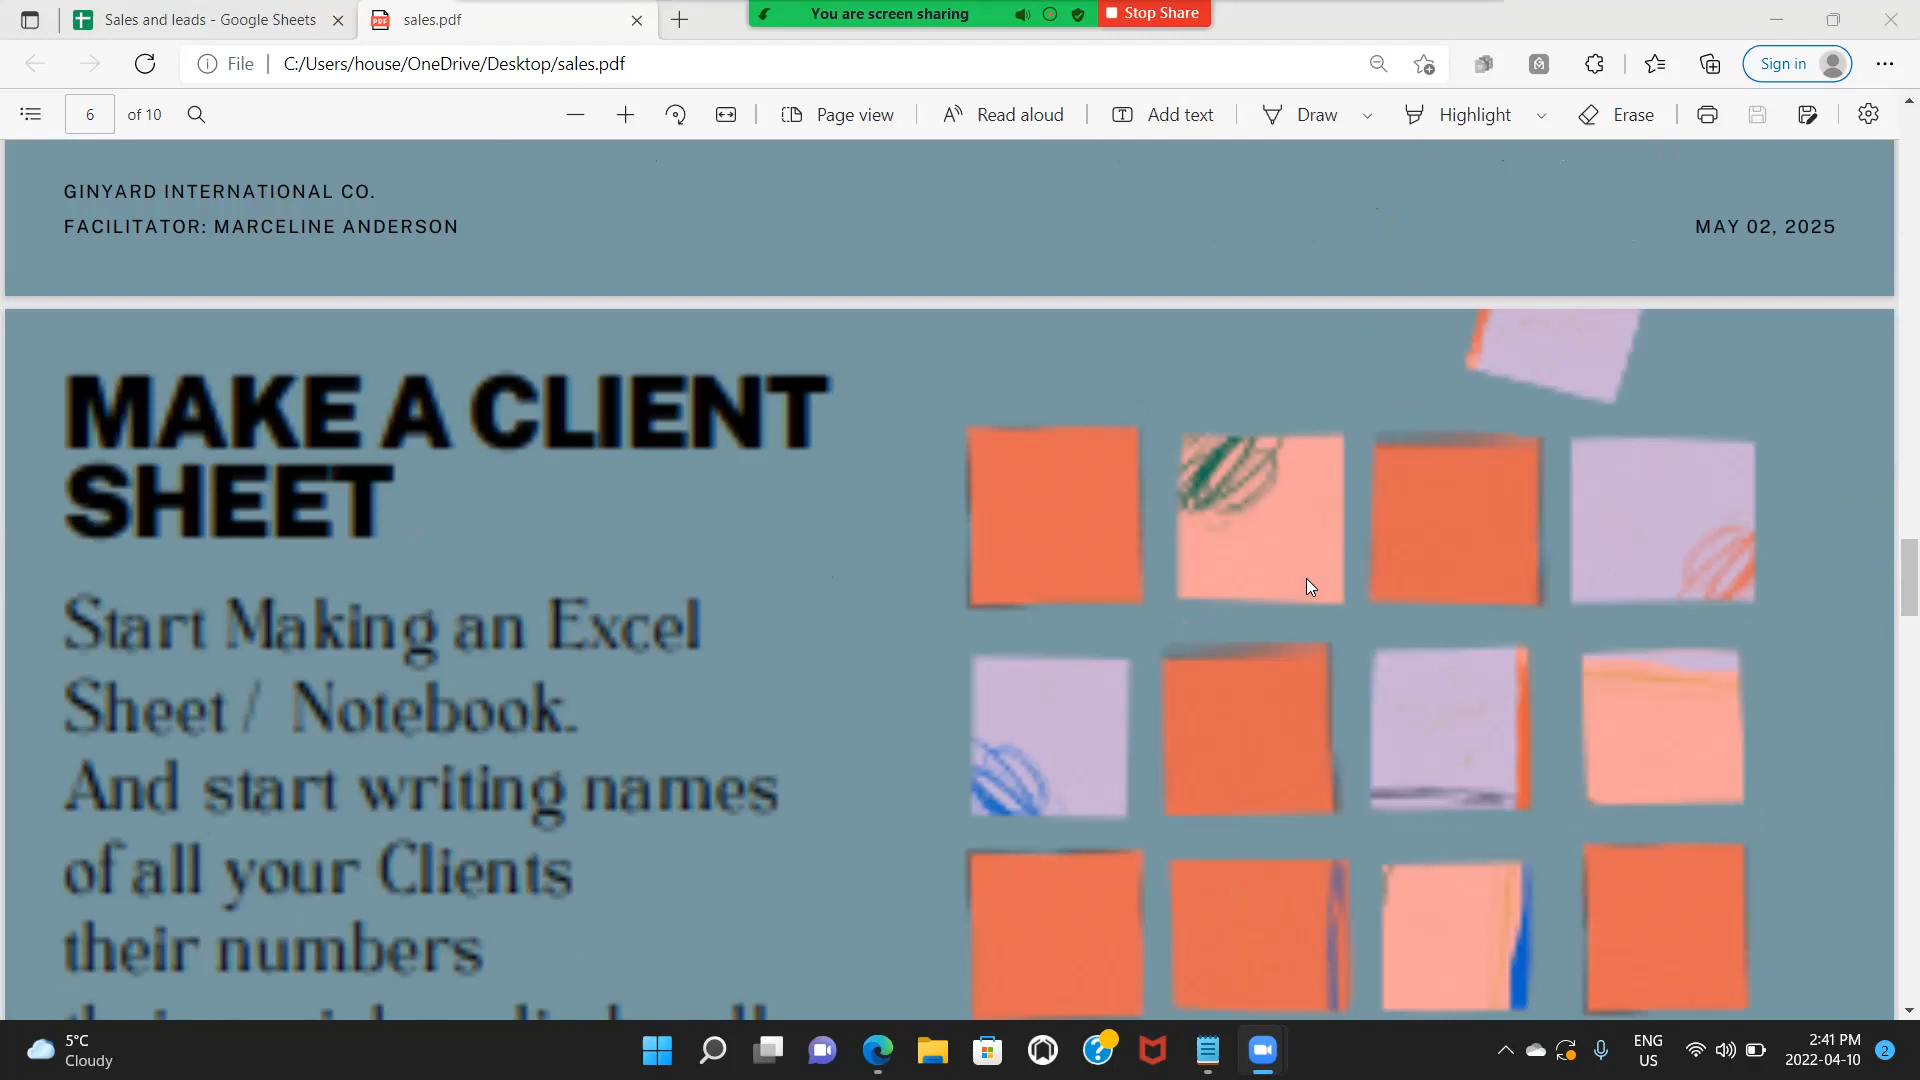 Sales and leads - Google Sheets
sales.pdf
You are screen sharing
Stop Share
File
C:/Users/house/OneDrive/Desktop/sales.pdf
Sign in
6
of 10
Page view
Read aloud
Add text
Draw
Highlight
Erase
GINYARD INTERNATIONAL CO.
FACILITATOR: MARCELINE ANDERSON
MAY 02, 2025
MAKE A CLIENT
SHEET
Start Making an Excel
Sheet / Notebook.
And start writing names
of all your Clients
their numbers
5°C
Cloudy
ENG
US
2:41 PM
2022-04-10
2